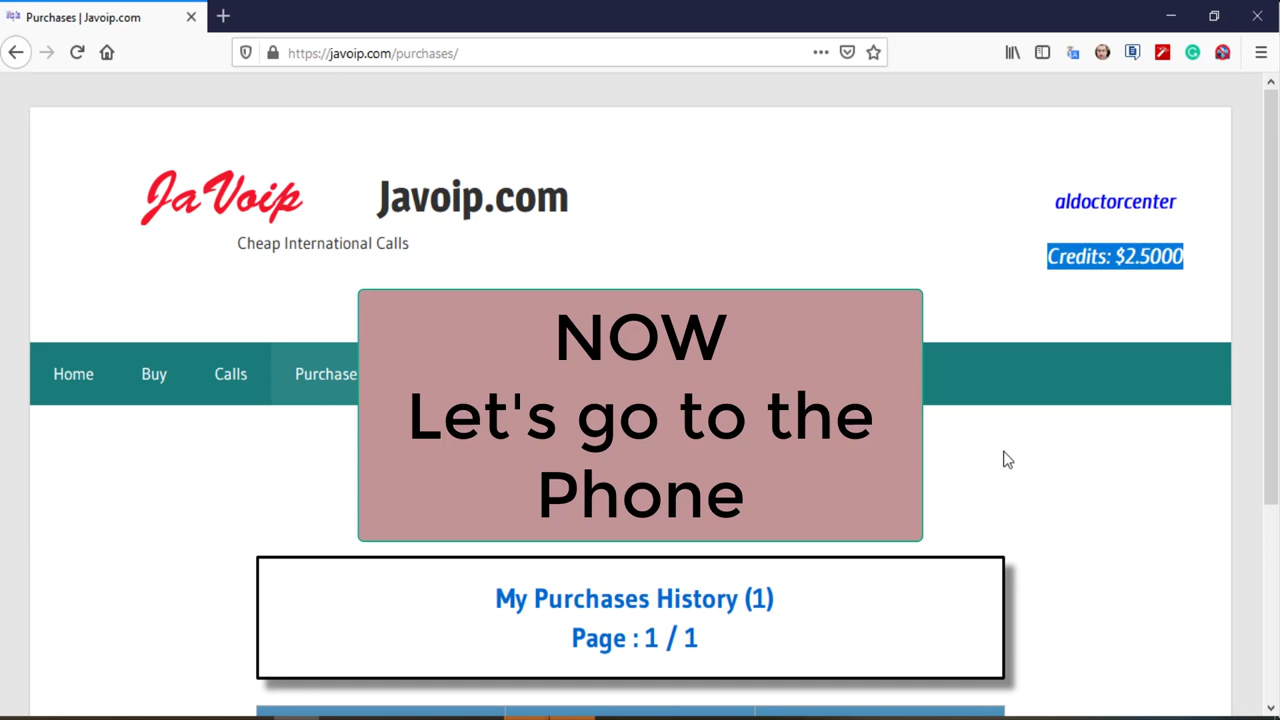 Purchases | Javoip.com
https://javoip.com/purchases/
JaVoip
Javoip.com
Cheap International Calls
aldoctorcenter
Credits: $2.5000
Home
Buy
Calls
Purchase
NOW
Let's go to the
Phone
My Purchases History (1)
Page : 1 / 1